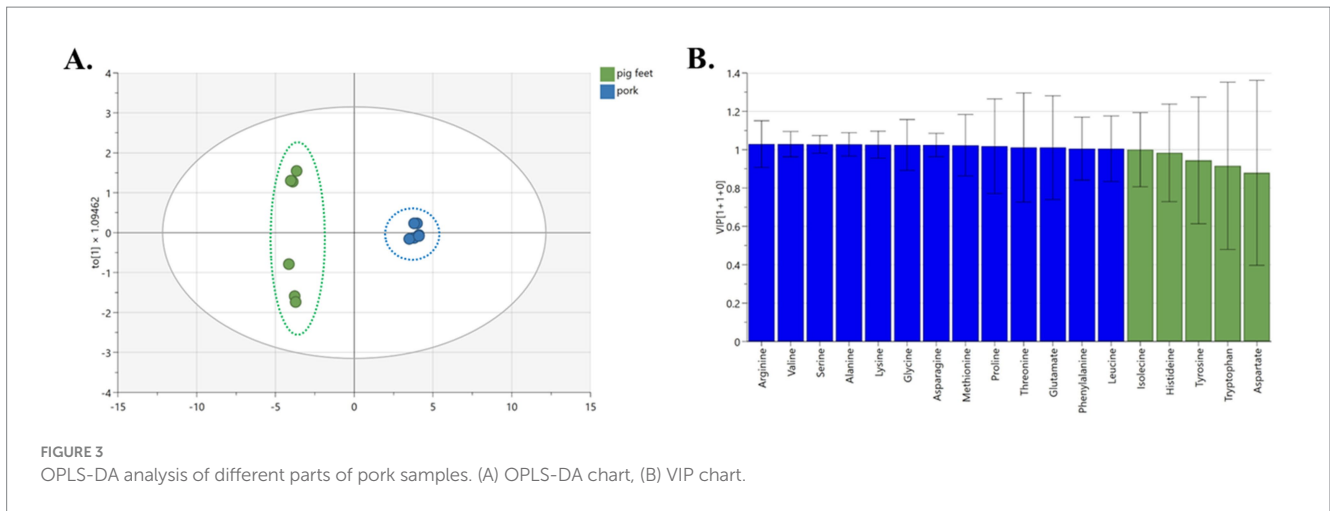 A.
pig feet
pork
4
3
2
1
0
-1
-2
-3
-4
to[1] × 1.09462
-15
-10
-5
0
5
10
15
B.
1.4
1.2
1
0.8
0.6
0.4
0.2
0
VIP[1+1+0]
Arginine
Valine
Serine
Alanine
Lysine
Glycine
Asparagine
Methionine
Proline
Threonine
Glutamate
Phenylalanine
Leucine
Isolecine
Histideine
Tyrosine
Tryptophan
Aspartate
FIGURE 3
OPLS-DA analysis of different parts of pork samples. (A) OPLS-DA chart, (B) VIP chart.